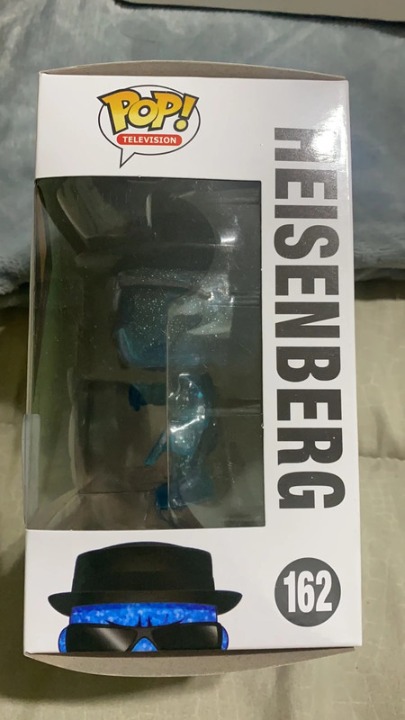 POP!
TELEVISION
HEISENBERG
162